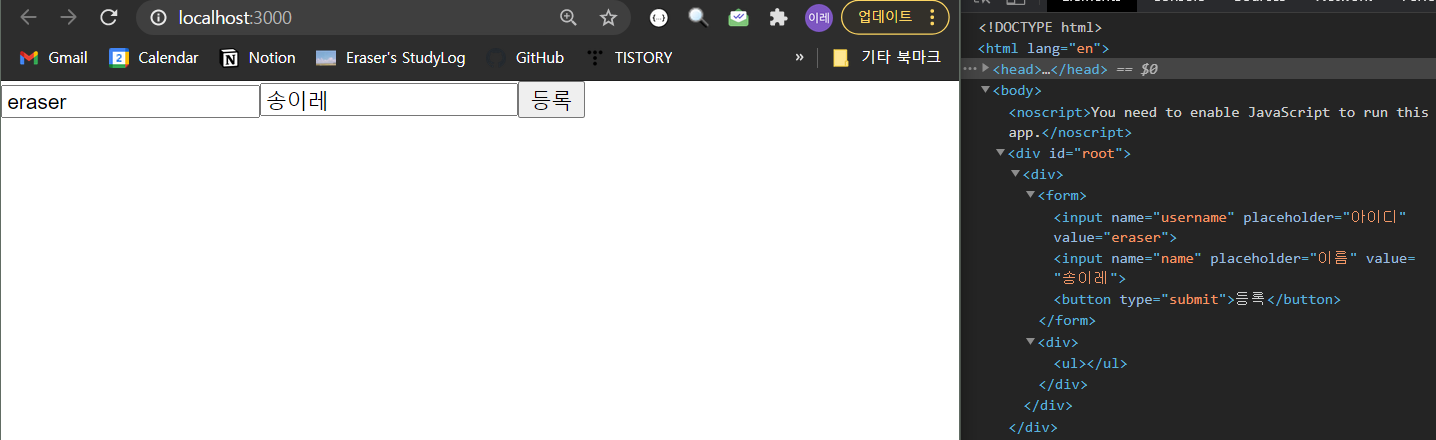 localhost:3000
이레
업데이트
Gmail
Calendar
Notion
Eraser's StudyLog
GitHub
TISTORY
»
기타 북마크
eraser
송이레
등록
<!DOCTYPE html>
<html lang="en">
<head>…</head> == $0
<body>
<noscript>You need to enable JavaScript to run this
app.</noscript>
<div id="root">
<div>
<form>
<input name="username" placeholder="아이디"
value="eraser">
<input name="name" placeholder="이름" value=
"송이레">
<button type="submit">등록</button>
</form>
<div>
<ul></ul>
</div>
</div>
</div>